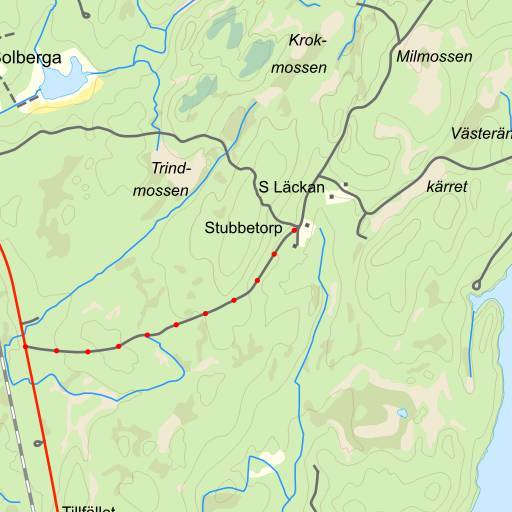 Krok-
mossen
Milmossen
olberga
Västerän
kärret
Trind-
mossen
S Läckan
Stubbetorp
Tillfället